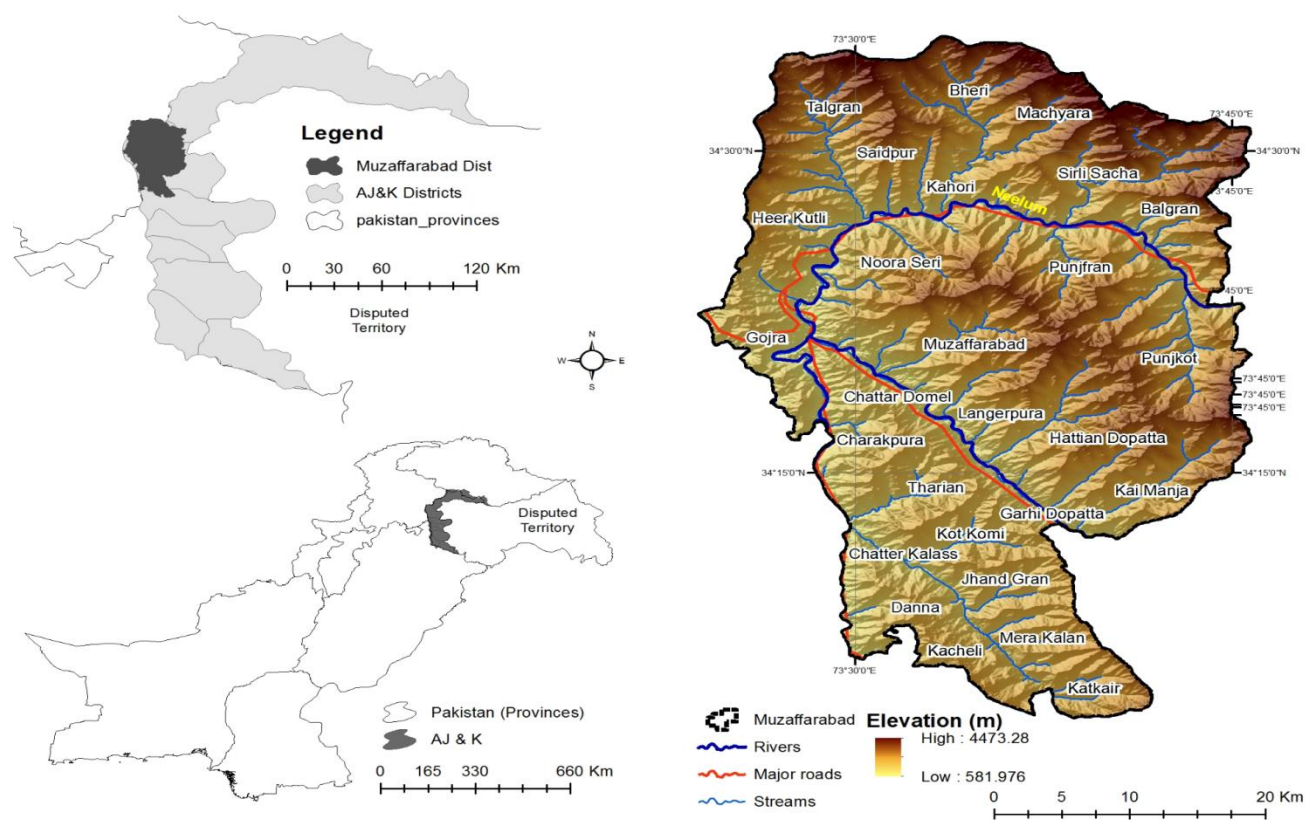 Legend
Muzaffarabad Dist
AJ&K Districts
pakistan_provinces
0 30 60 120 Km
Disputed
Territory
N
W E
S
Disputed
Territory
Pakistan (Provinces)
AJ & K
0 165 330 660 Km
73°30'0"E
73°45'0"E
34°30'0"N
34°30'0"N
73°45'0"E
45'0"E
73°45'0"E
73°45'0"E
73°45'0"E
34°15'0"N
34°15'0"N
73°30'0"E
Bheri
Talgran
Machyara
Saidpur
Sirli Sacha
Kahori
Neelum
Balgran
Heer Kutli
Noora Seri
Punjfran
Gojra
Muzaffarabad
Punjkot
Chattar Domel
Langerpura
Charakpura
Hattian Dopatta
Tharian
Kai Manja
Garhi Dopatta
Kot Komi
Chatter Kalass
Jhand Gran
Danna
Mera Kalan
Kacheli
Katkair
Muzaffarabad
Rivers
Major roads
Streams
Elevation (m)
High : 4473.28
Low : 581.976
0 5 10 20 Km